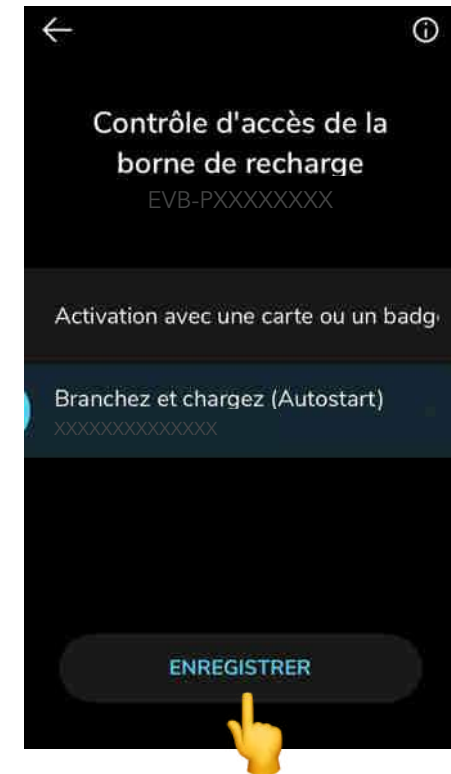 Contrôle d'accès de la
borne de recharge
EVB-PXXXXXXXX
Activation avec une carte ou un badg
Branchez et chargez (Autostart)
XXXXXXXXXXXXXX
ENREGISTRER